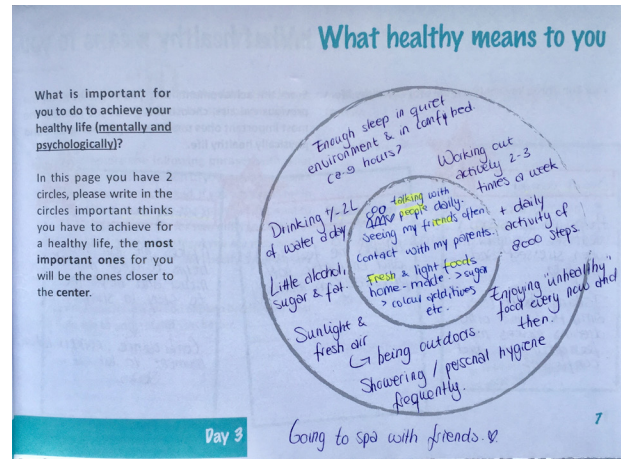 What healthy means to you
What is important for
you to do to achieve your
healthy life (mentally and
psychologically)?
In this page you have 2
circles, please write in the
circles important thinks
you have to achieve for
a healthy life, the most
important ones for you
will be the ones closer to
the center.
Enough sleep in quiet
environment & in comfy bed.
ca. 9 hours?
Working out
actively 2-3
times a week
+ daily
activity of
8000 steps.
Drinking +/- 2L
of water a day.
Little alcohol,
sugar & fat.
talking with
people daily.
Seeing my friends often
Contact with my parents.
Fresh & light foods
home-made. > sugar
> colour additives
etc.
Enjoying "unhealthy"
food every now and
then.
Sunlight &
fresh air
↳ being outdoors.
Showering / personal hygiene
frequently.
Going to spa with friends. ♡
Day 3
7